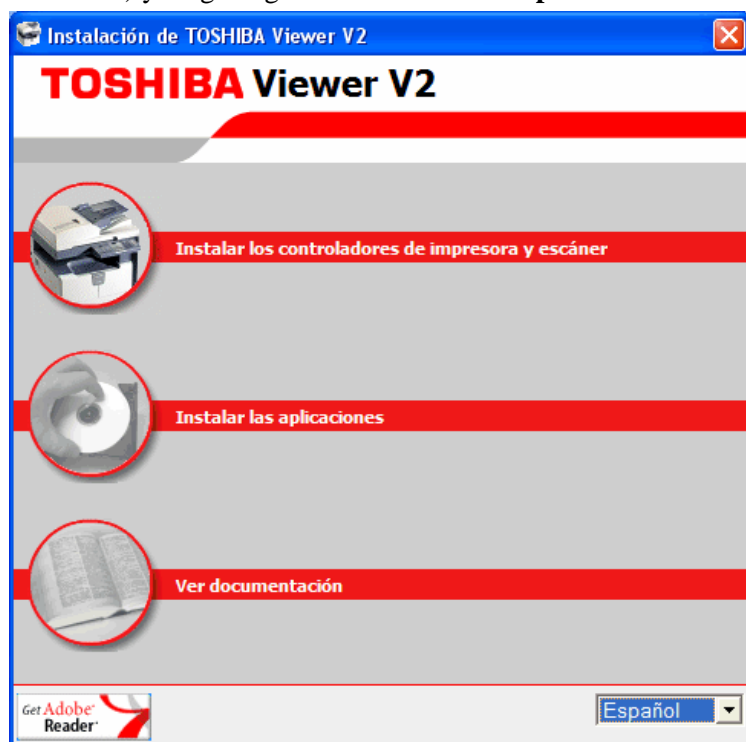 Instalación de TOSHIBA Viewer V2
TOSHIBA Viewer V2
Instalar los controladores de impresora y escáner
Instalar las aplicaciones
Ver documentación
Get Adobe
Reader
Español